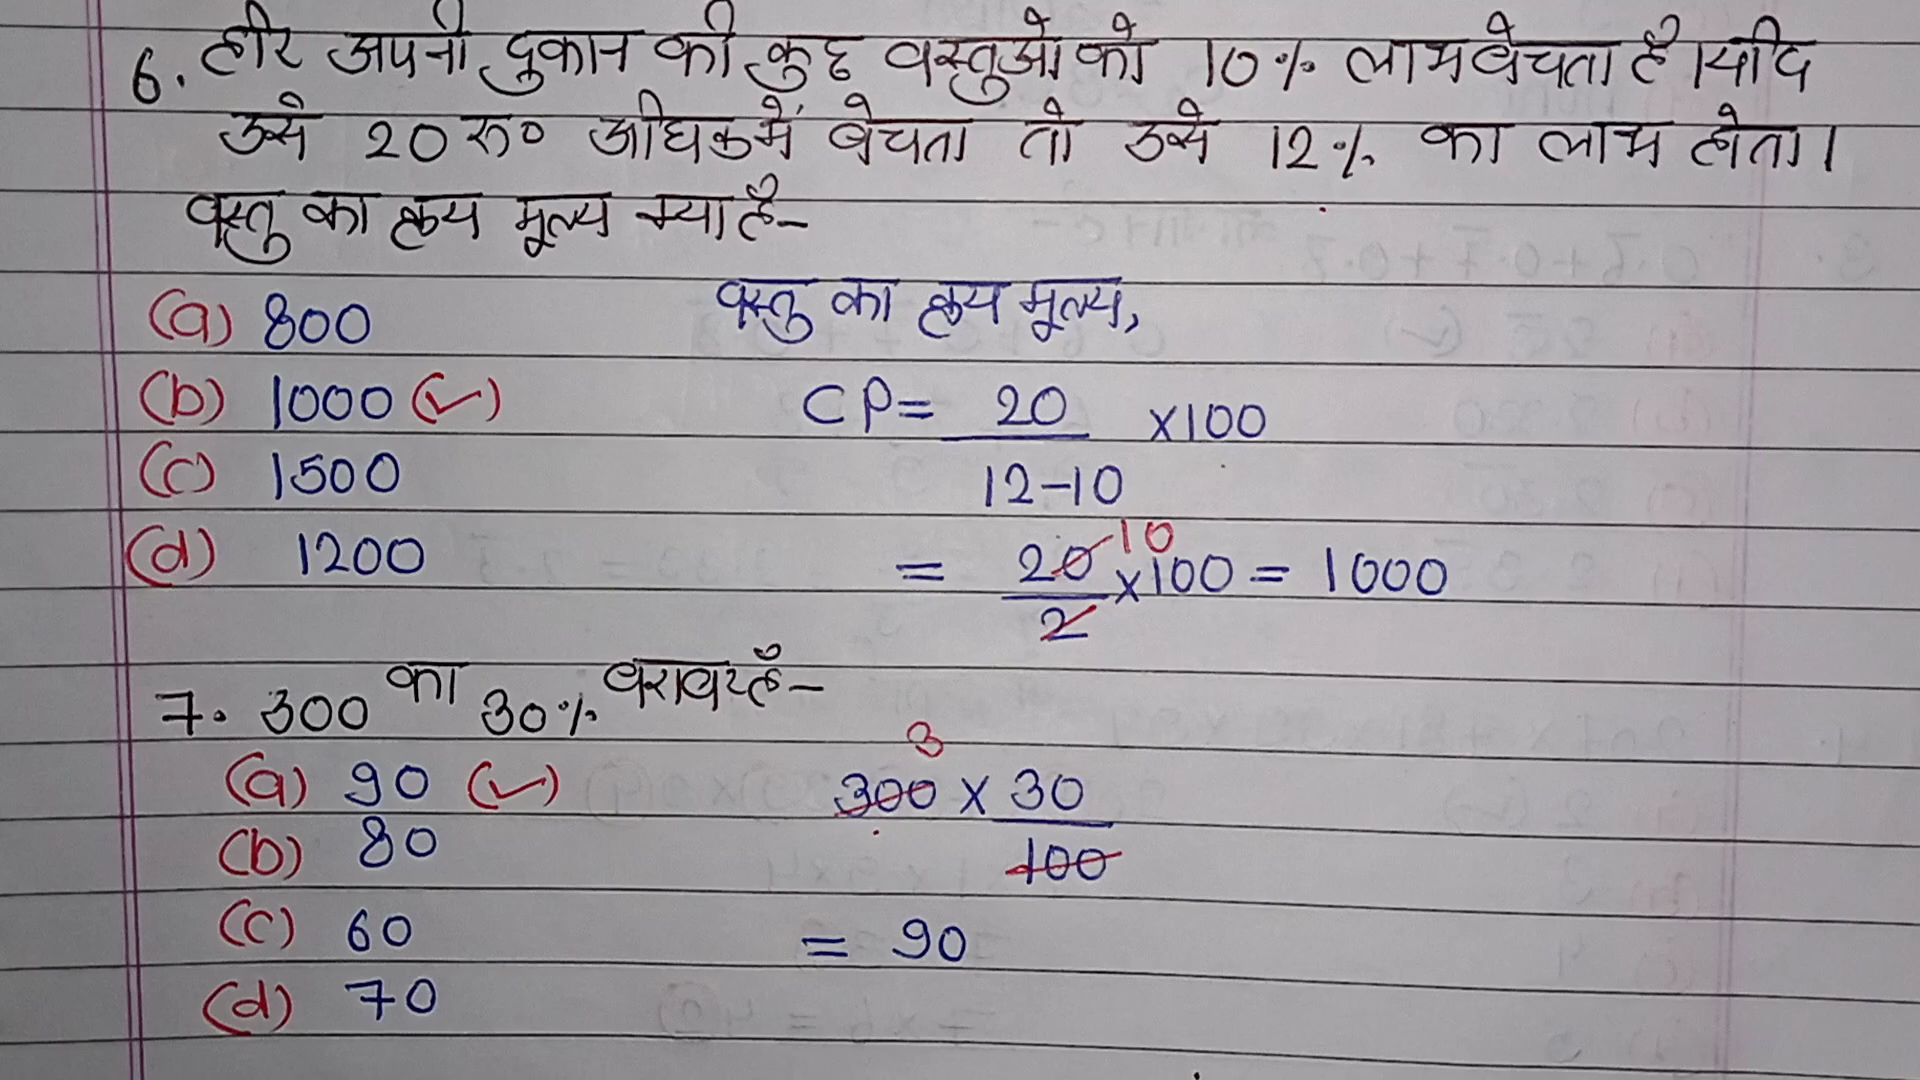 6. हरि अपनी दुकान की कुछ वस्तुओ को 10% लाभ बेचता है। यदि
उसे 20 रु० अधिक में बेचता तो उसे 12% का लाभ होता।
वस्तु का क्रय मूल्य क्या है-
(a) 800
(b) 1000 (✓)
(c) 1500
(d) 1200
वस्तु का क्रय मूल्य,
CP = 20 × 100
12-10
= 20 10 × 100 = 1000
2
7. 300 का 30% बराबर है-
(a) 90 (✓)
(b) 80
(c) 60
(d) 70
3
300 × 30
100
= 90